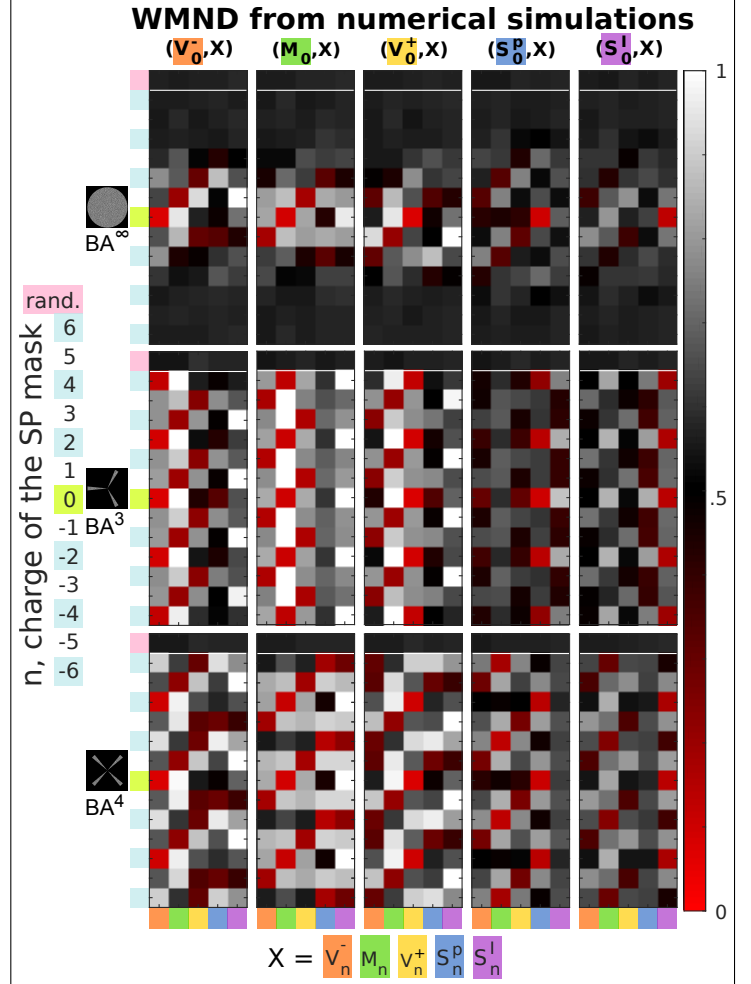 WMND from numerical simulations
(V₀⁻,X) (M₀,X) (V₀⁺,X) (S₀ᵖ,X) (S₀ˡ,X)
1
.5
0
n, charge of the SP mask
rand.
6
5
4
3
2
1
0
-1
-2
-3
-4
-5
-6
BA∞
BA³
BA⁴
X = Vₙ⁻ Mₙ Vₙ⁺ Sₙᵖ Sₙˡ